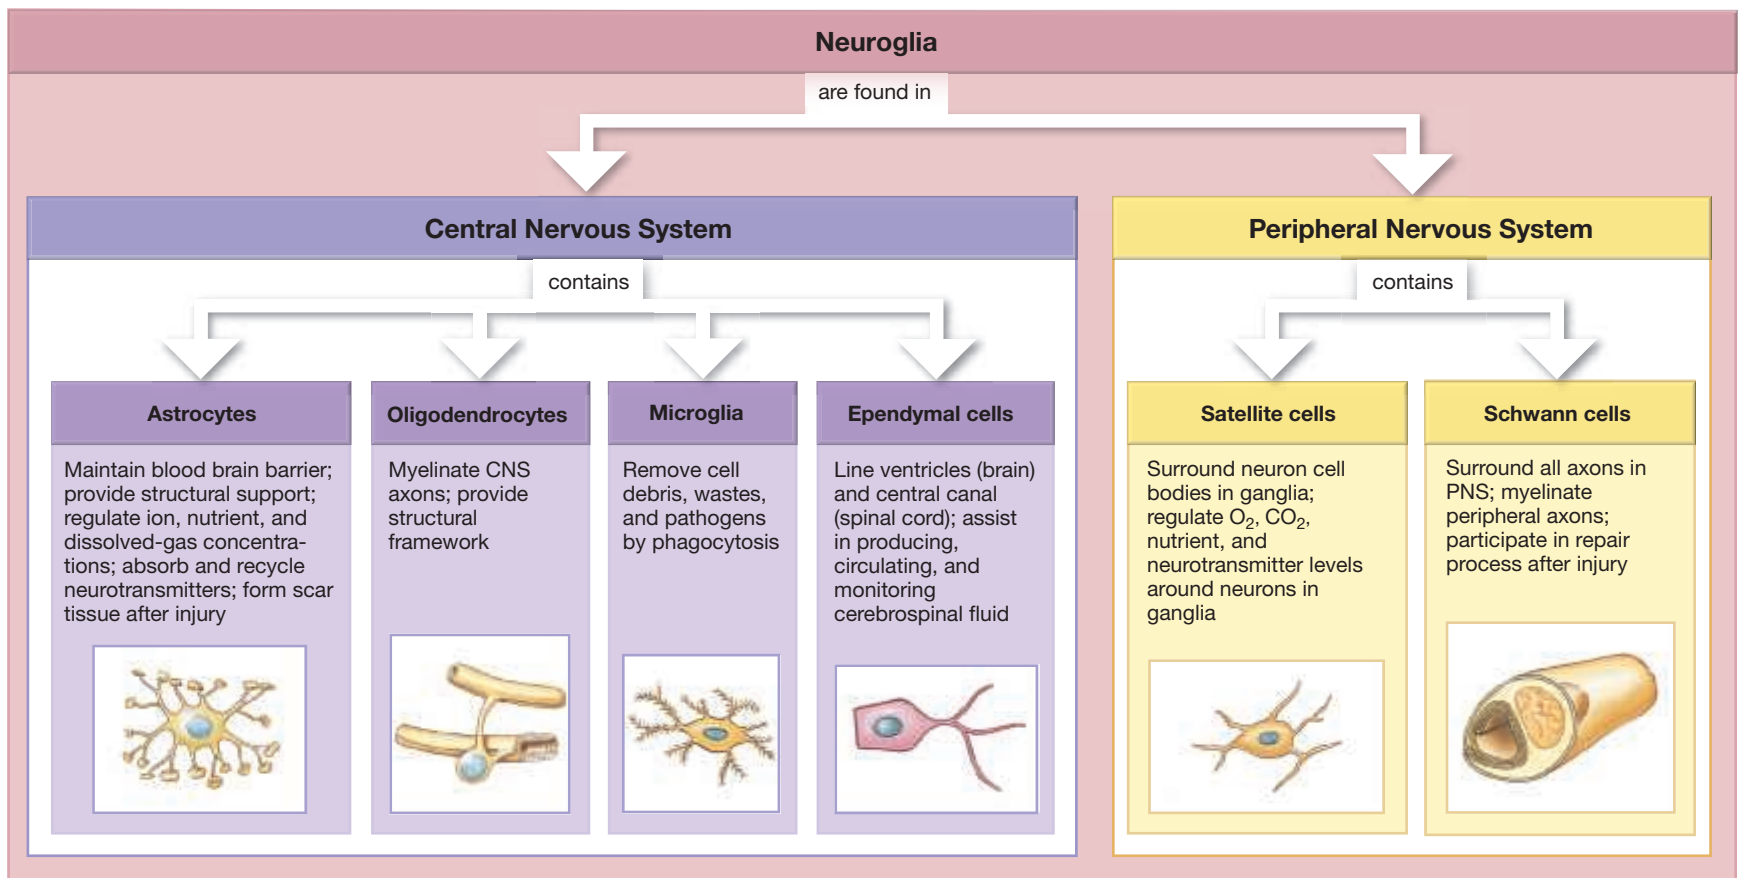 Neuroglia
are found in
Central Nervous System
contains
Astrocytes
Maintain blood brain barrier;
provide structural support;
regulate ion, nutrient, and
dissolved-gas concentra-
tions; absorb and recycle
neurotransmitters; form scar
tissue after injury
Oligodendrocytes
Myelinate CNS
axons; provide
structural
framework
Microglia
Remove cell
debris, wastes,
and pathogens
by phagocytosis
Ependymal cells
Line ventricles (brain)
and central canal
(spinal cord); assist
in producing,
circulating, and
monitoring
cerebrospinal fluid
Peripheral Nervous System
contains
Satellite cells
Surround neuron cell
bodies in ganglia;
regulate O₂, CO₂,
nutrient, and
neurotransmitter levels
around neurons in
ganglia
Schwann cells
Surround all axons in
PNS; myelinate
peripheral axons;
participate in repair
process after injury